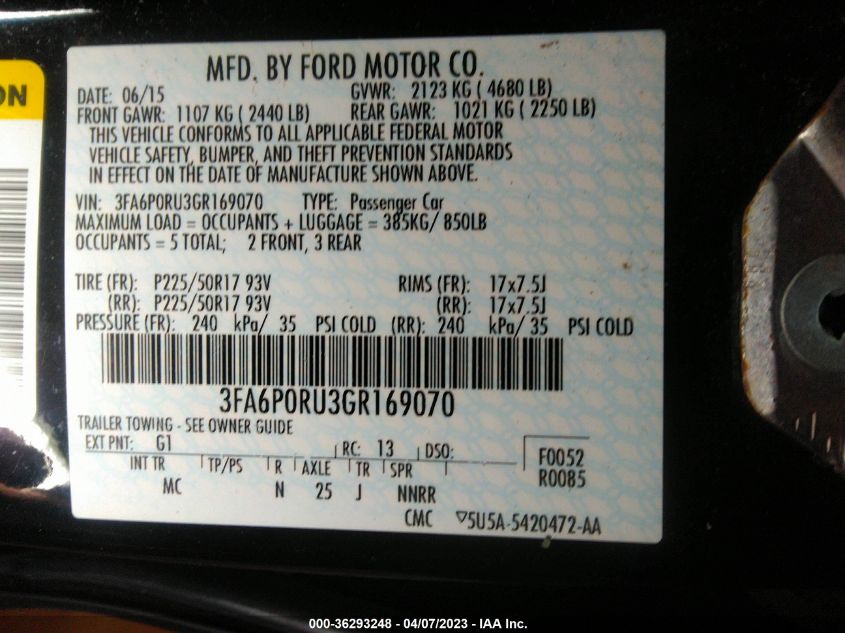 ON
MFD. BY FORD MOTOR CO.
DATE: 06/15 GVWR: 2123 KG ( 4680 LB)
FRONT GAWR: 1107 KG ( 2440 LB) REAR GAWR: 1021 KG ( 2250 LB)
THIS VEHICLE CONFORMS TO ALL APPLICABLE FEDERAL MOTOR
VEHICLE SAFETY, BUMPER, AND THEFT PREVENTION STANDARDS
IN EFFECT ON THE DATE OF MANUFACTURE SHOWN ABOVE.
VIN: 3FA6P0RU3GR169070 TYPE: Passenger Car
MAXIMUM LOAD = OCCUPANTS + LUGGAGE = 385KG/ 850LB
OCCUPANTS = 5 TOTAL; 2 FRONT, 3 REAR
TIRE (FR): P225/50R17 93V RIMS (FR): 17x7.5J
(RR): P225/50R17 93V (RR): 17x7.5J
PRESSURE (FR): 240 kPa/ 35 PSI COLD (RR): 240 kPa/ 35 PSI COLD
3FA6P0RU3GR169070
TRAILER TOWING - SEE OWNER GUIDE
EXT PNT: G1 RC: 13 DSO:
INT TR TP/PS R AXLE TR SPR
F0052
R0085
MC N 25 J NNRR
CMC ▽5U5A-5420472-AA
000-36293248 - 04/07/2023 - IAA Inc.